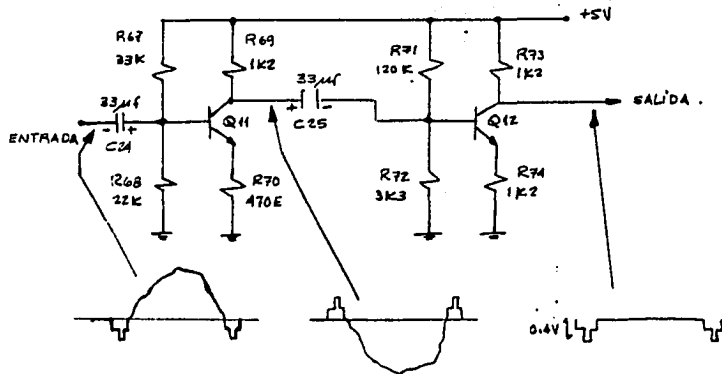 +5V
R67
33K
R69
1K2
R71
120K
R73
1K2
33µf
33µf
ENTRADA
- +
C24
Q11
+ -
C25
Q12
SALIDA.
R68
22K
R70
470E
R72
3K3
R74
1K2
0.4V